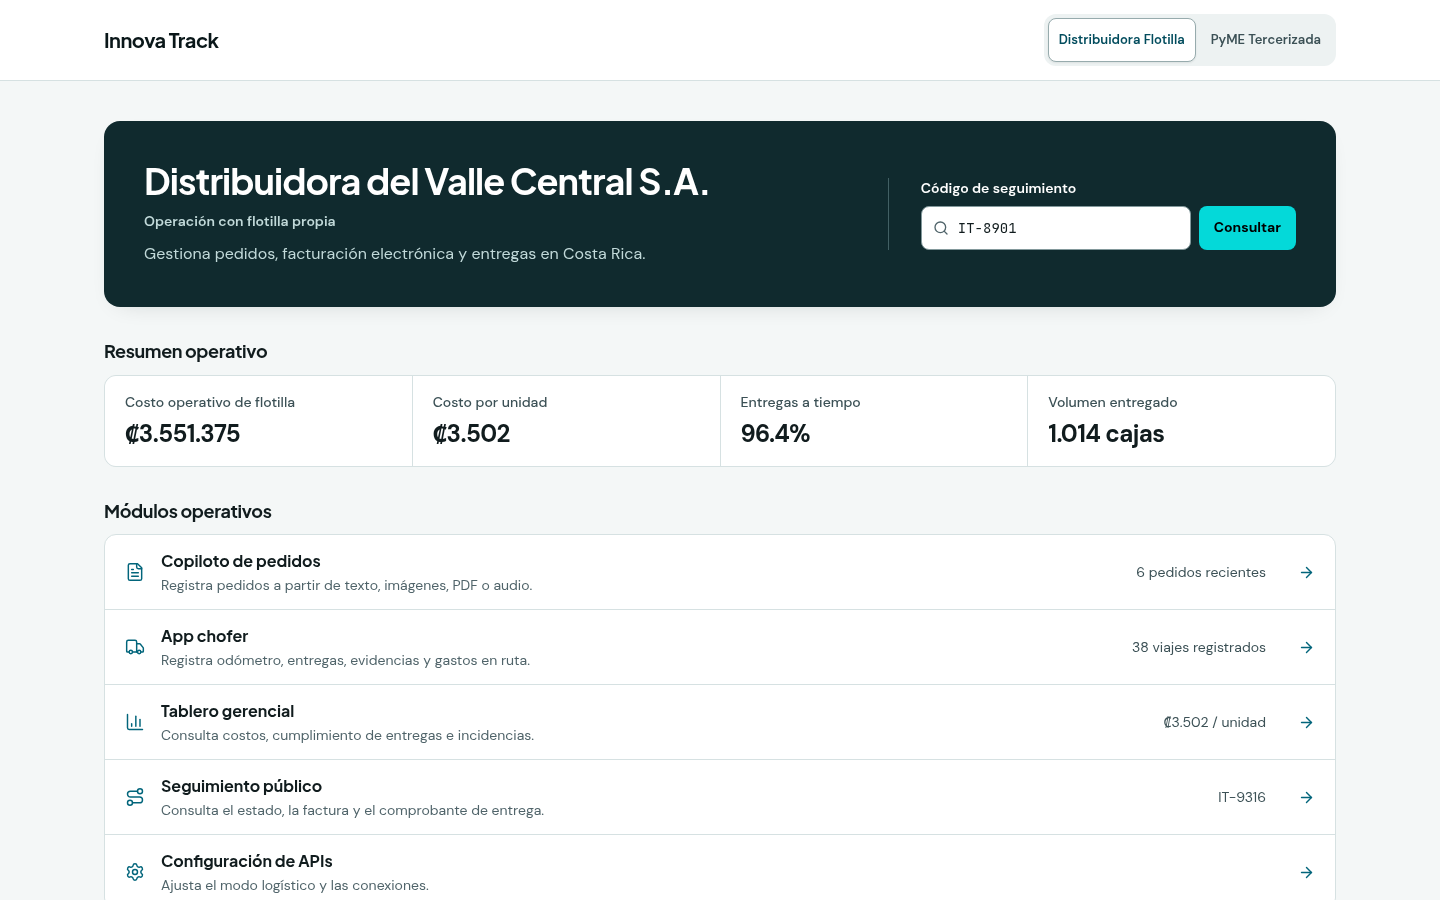 Innova Track
Distribuidora Flotilla
PyME Tercerizada
Distribuidora del Valle Central S.A.
Operación con flotilla propia
Gestiona pedidos, facturación electrónica y entregas en Costa Rica.
Código de seguimiento
IT-8901
Consultar
Resumen operativo
Costo operativo de flotilla
₡3.551.375
Costo por unidad
₡3.502
Entregas a tiempo
96.4%
Volumen entregado
1.014 cajas
Módulos operativos
Copiloto de pedidos
Registra pedidos a partir de texto, imágenes, PDF o audio.
6 pedidos recientes
App chofer
Registra odómetro, entregas, evidencias y gastos en ruta.
38 viajes registrados
Tablero gerencial
Consulta costos, cumplimiento de entregas e incidencias.
₡3.502 / unidad
Seguimiento público
Consulta el estado, la factura y el comprobante de entrega.
IT-9316
Configuración de APIs
Ajusta el modo logístico y las conexiones.